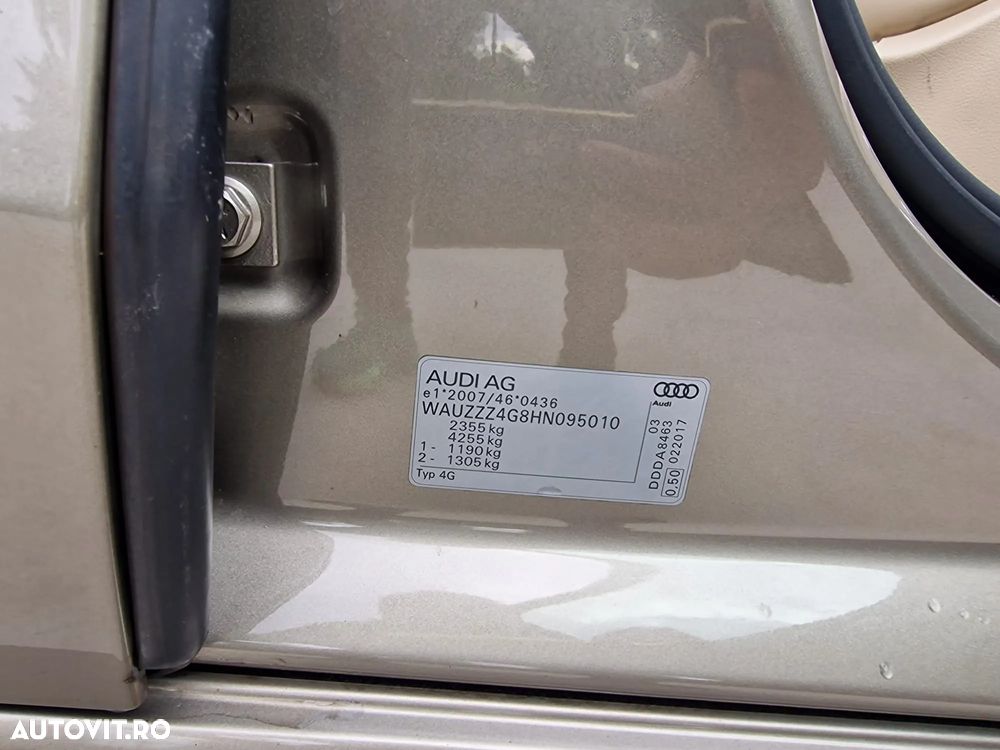 AUDI AG
e1*2007/46*0436
WAUZZZ4G8HN095010
2355 kg
4255 kg
1 - 1190 kg
2 - 1305 kg
Typ 4G
Audi
03
DDDA8463
0.50 022017
AUTOVIT.RO